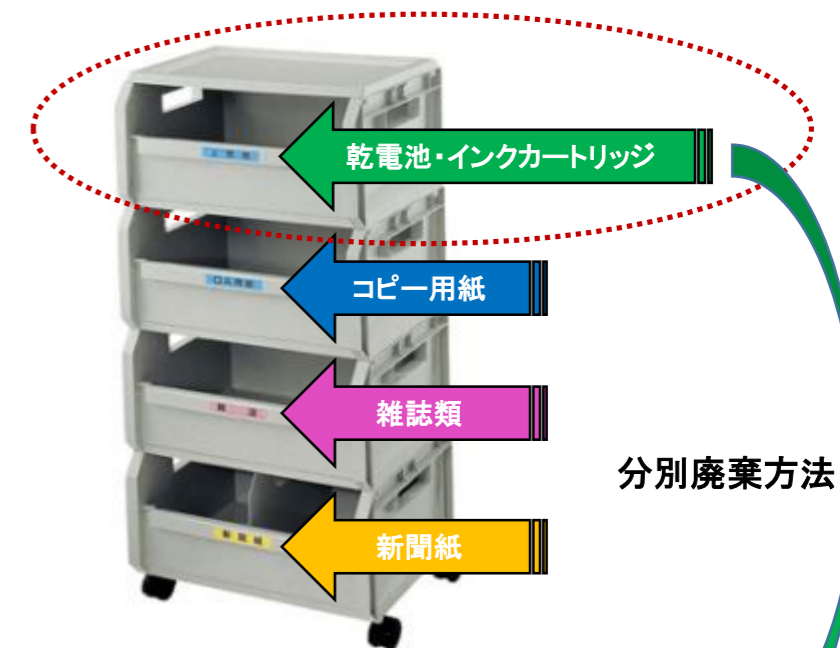 乾電池・インクカートリッジ
コピー用紙
雑誌類
分別廃棄方法
新聞紙